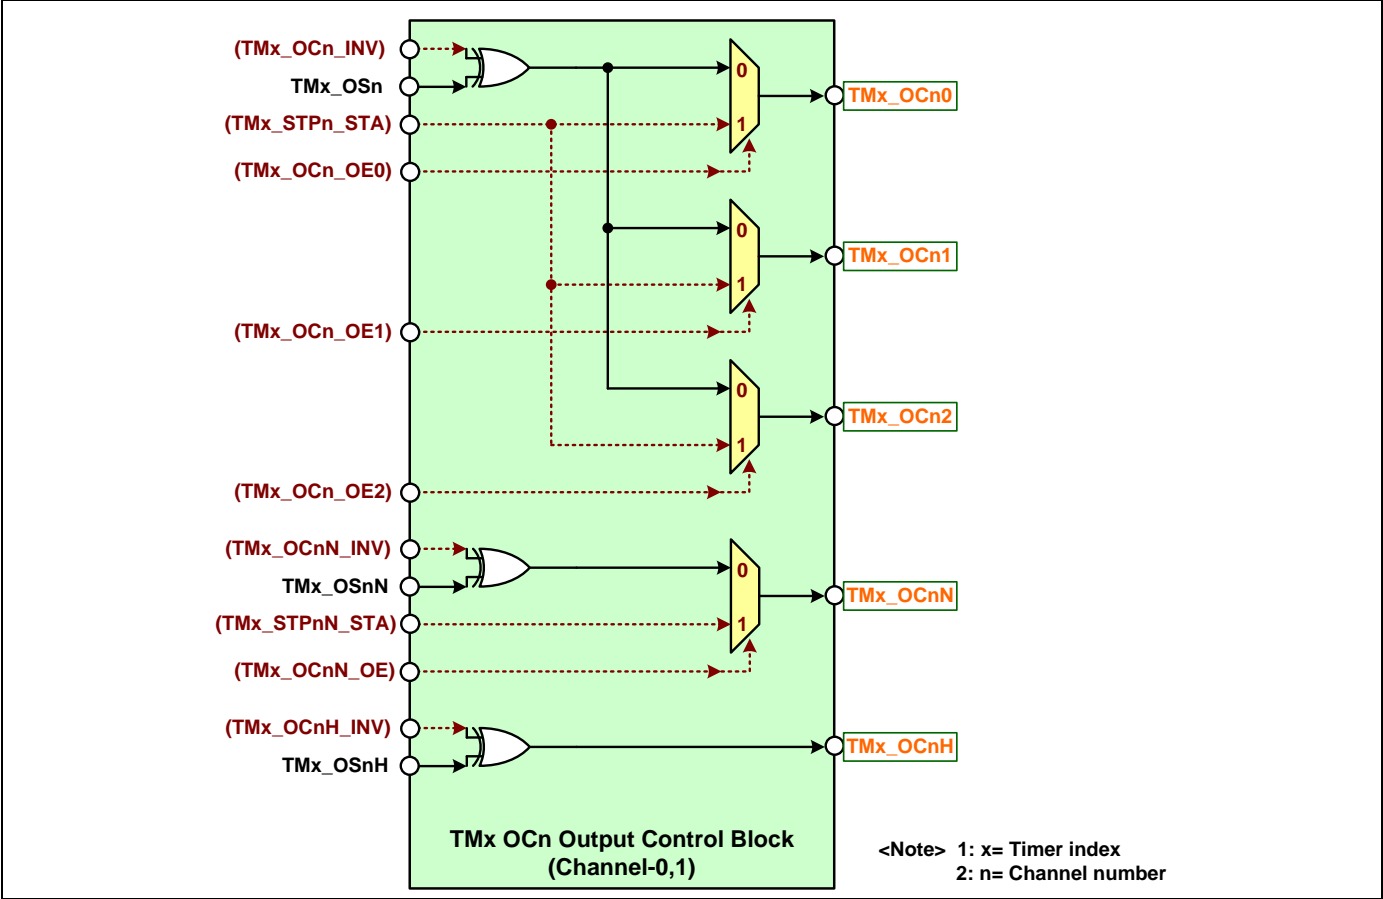 (TMx_OCn_INV)
TMx_OSn
(TMx_STPn_STA)
(TMx_OCn_OE0)
0
1
TMx_OCn0
0
1
TMx_OCn1
(TMx_OCn_OE1)
0
1
TMx_OCn2
(TMx_OCn_OE2)
(TMx_OCnN_INV)
TMx_OSnN
(TMx_STPnN_STA)
(TMx_OCnN_OE)
0
1
TMx_OCnN
(TMx_OCnH_INV)
TMx_OSnH
TMx_OCnH
TMx OCn Output Control Block
(Channel-0,1)
<Note> 1: x= Timer index
2: n= Channel number